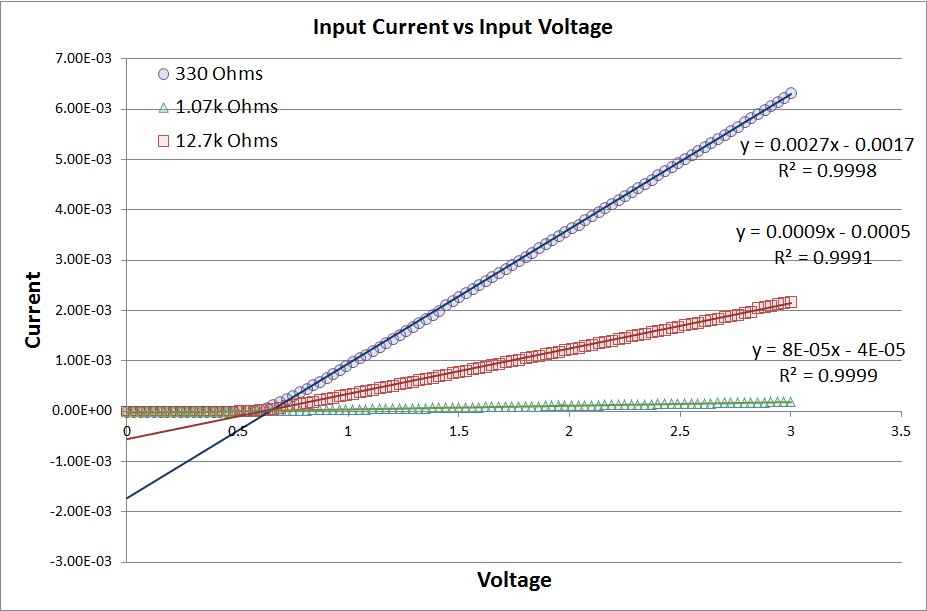 Input Current vs Input Voltage
7.00E-03
6.00E-03
5.00E-03
4.00E-03
3.00E-03
2.00E-03
1.00E-03
0.00E+00
-1.00E-03
-2.00E-03
-3.00E-03
330 Ohms
1.07k Ohms
12.7k Ohms
y = 0.0027x - 0.0017
R² = 0.9998
y = 0.0009x - 0.0005
R² = 0.9991
y = 8E-05x - 4E-05
R² = 0.9999
0 0.5 1 1.5 2 2.5 3 3.5
Current
Voltage